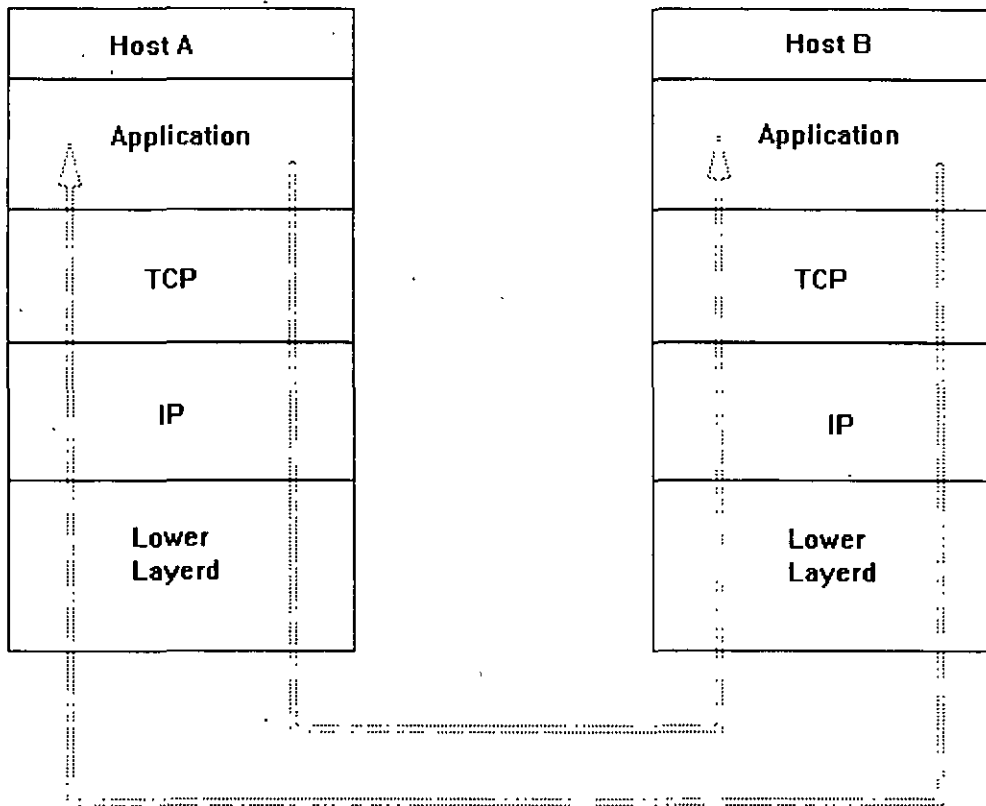 Host A
Application
TCP
IP
Lower
Layerd
Host B
Application
TCP
IP
Lower
Layerd